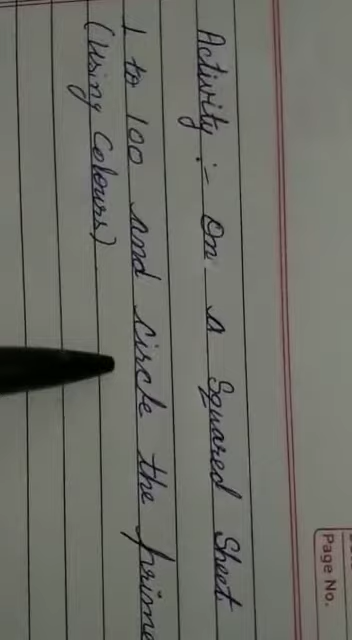 Page No.
Activity :- On a Squared Sheet
1 to 100 and circle the prime
(Using Colours)